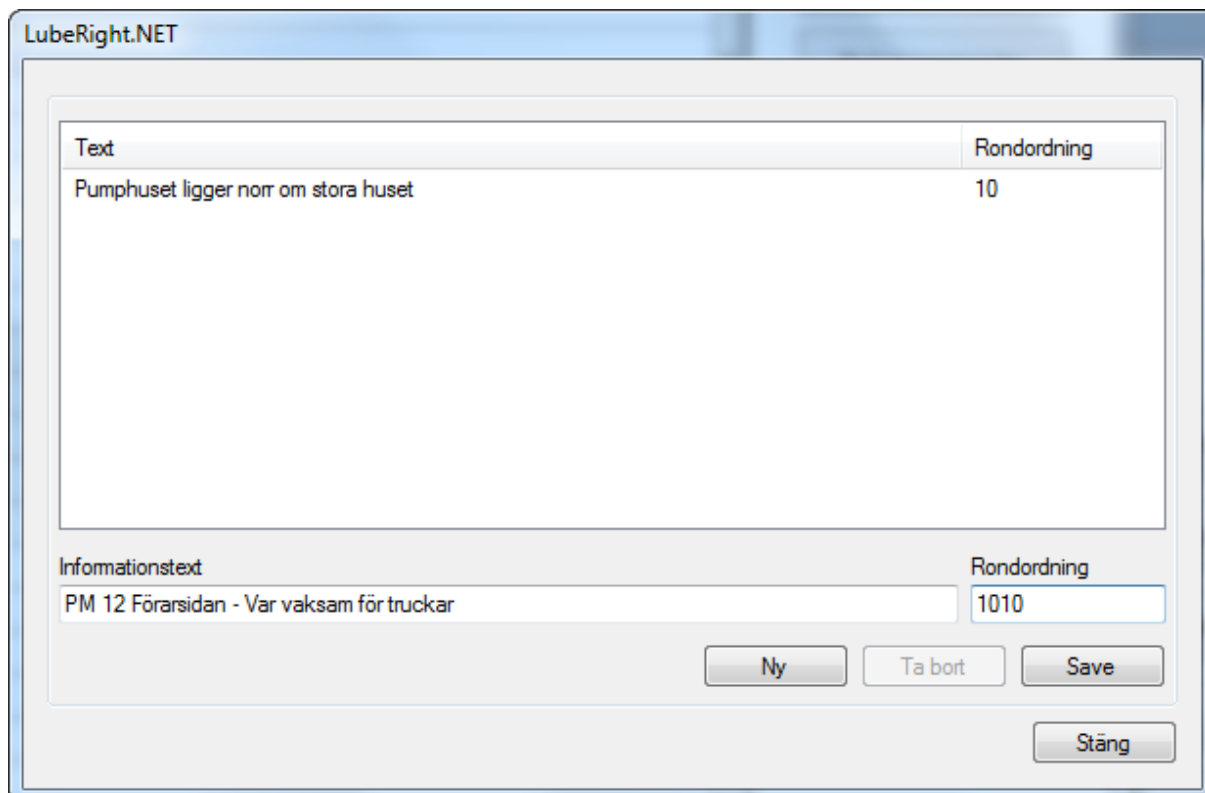 LubeRight.NET
Text Rondordning
Pumphuset ligger norr om stora huset 10
Informationstext Rondordning
PM 12 Förarsidan - Var vaksam för truckar 1010
Ny Ta bort Save
Stäng